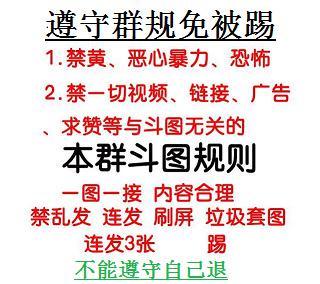 遵守群规免被踢
1.禁黄、恶心暴力、恐怖
2.禁一切视频、链接、广告
、求赞等与斗图无关的
本群斗图规则
一图一接 内容合理
禁乱发 连发 刷屏 垃圾套图
连发3张 踢
不能遵守自己退